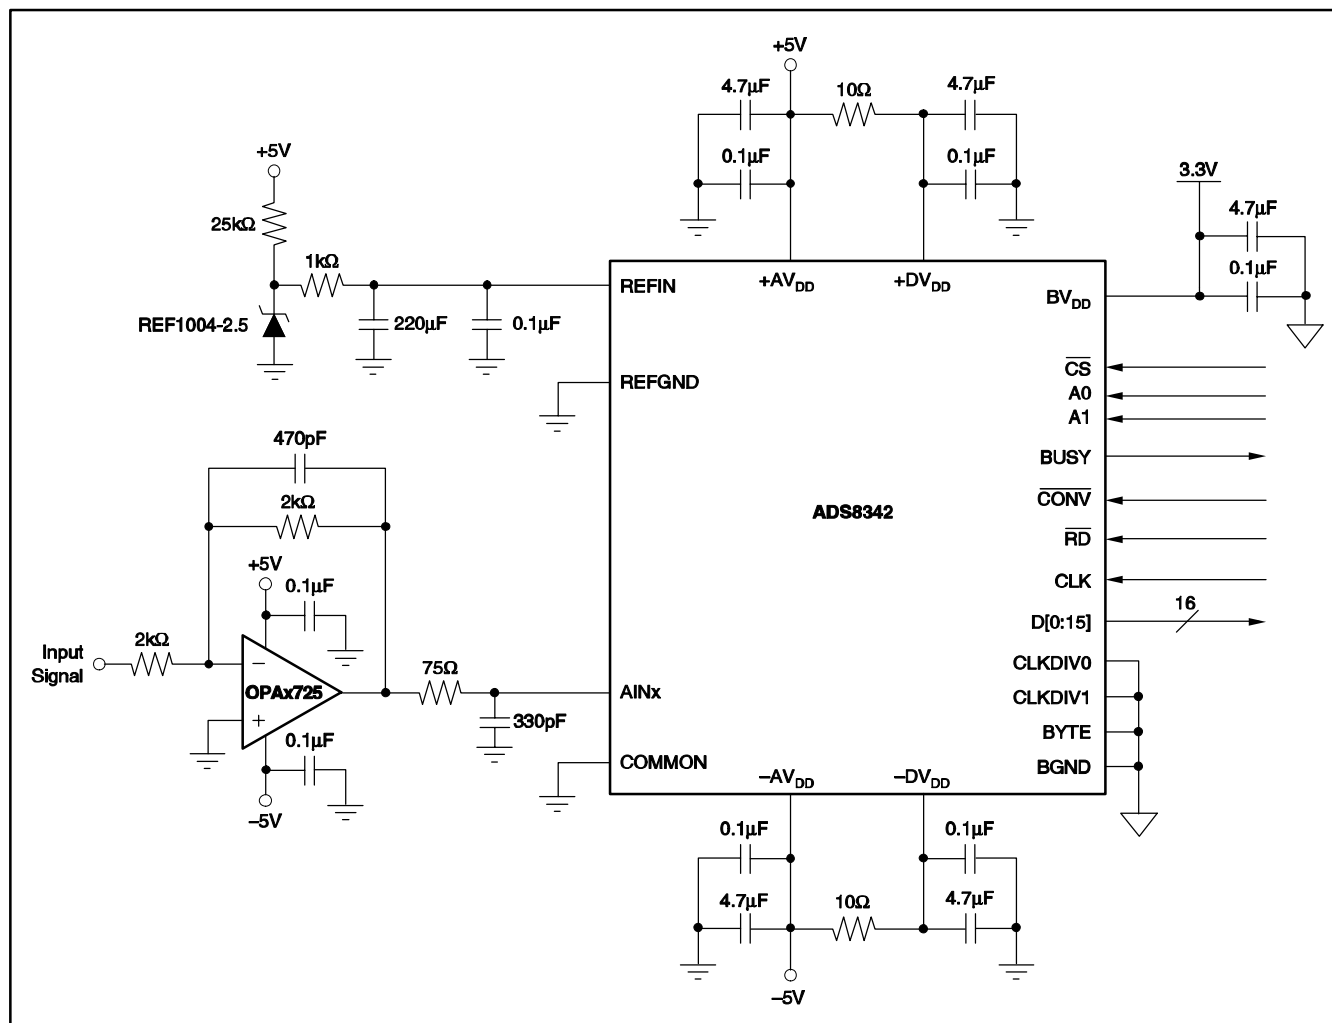 +5V
4.7µF
10Ω
4.7µF
0.1µF
0.1µF
+5V
3.3V
25kΩ
4.7µF
1kΩ
0.1µF
REFIN
+AVDD
+DVDD
BVDD
REF1004-2.5
220µF
0.1µF
CS
REFGND
A0
A1
470pF
BUSY
2kΩ
CONV
ADS8342
RD
+5V
0.1µF
CLK
16
D[0:15]
Input
Signal
2kΩ
–
75Ω
CLKDIV0
OPAx725
AINx
CLKDIV1
+
330pF
0.1µF
BYTE
COMMON
–AVDD
–DVDD
BGND
–5V
0.1µF
0.1µF
4.7µF
10Ω
4.7µF
–5V